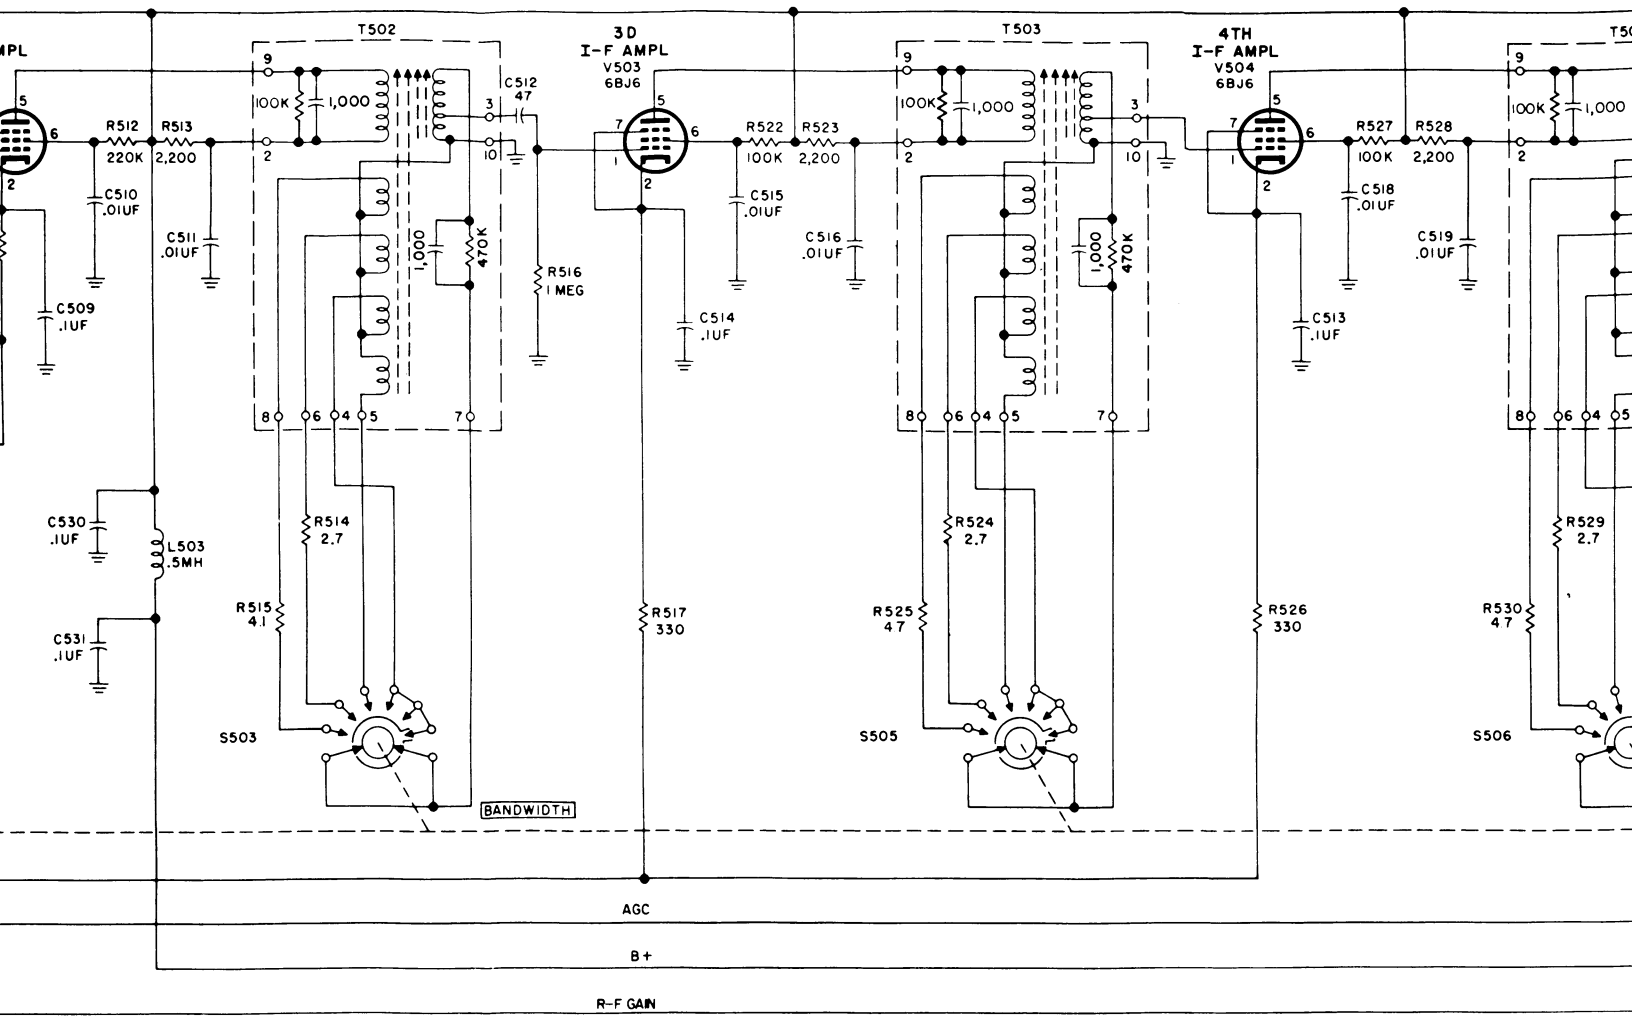 MPL
5
6
2
R512
220K
R513
2,200
C510
.01UF
C511
.01UF
C509
.1UF
C530
.1UF
L503
.5MH
C531
.1UF
T502
9
100K
1,000
2
3
10
1,000
470K
8
6
4
5
7
C512
47
R516
1 MEG
R514
2.7
R515
4.1
S503
BANDWIDTH
3D
I-F AMPL
V503
6BJ6
5
7
6
1
2
R522
100K
R523
2,200
C515
.01UF
C516
.01UF
C514
.1UF
R517
330
T503
9
100K
1,000
2
3
10
1,000
470K
8
6
4
5
7
R524
2.7
R525
47
S505
4TH
I-F AMPL
V504
6BJ6
5
7
6
1
2
R527
100K
R528
2,200
C518
.01UF
C519
.01UF
C513
.1UF
R526
330
T50
9
100K
1,000
2
8
6
4
5
R529
2.7
R530
4.7
S506
AGC
B+
R-F GAIN